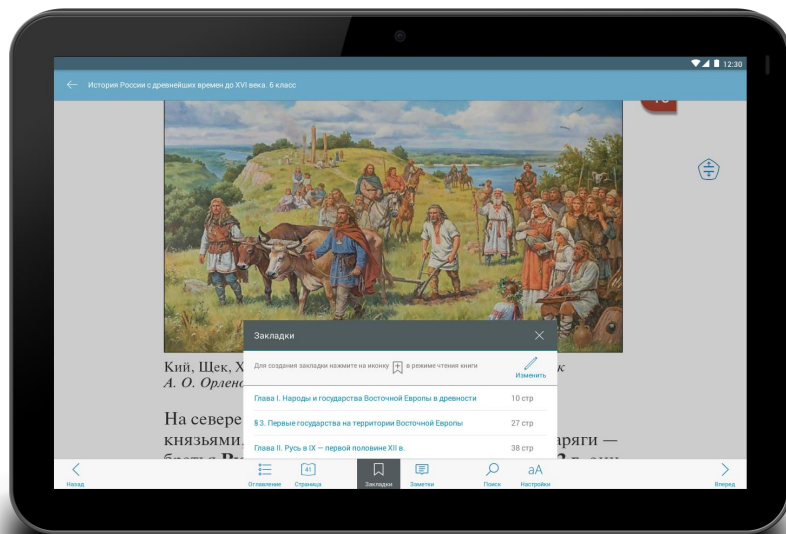 12:30
История России с древнейших времен до XVI века. 6 класс
Закладки
Для создания закладки нажмите на иконку в режиме чтения книги
Изменить
Кий, Щек, Х
А. О. Орлено
Глава I. Народы и государства Восточной Европы в древности 10 стр
На севере
§ 3. Первые государства на территории Восточной Европы 27 стр
князьями. аряги —
Глава II. Русь в IX — первой половине XII в. 38 стр
Назад Оглавление 41 Страница Закладки Заметки Поиск aA Настройки Вперед